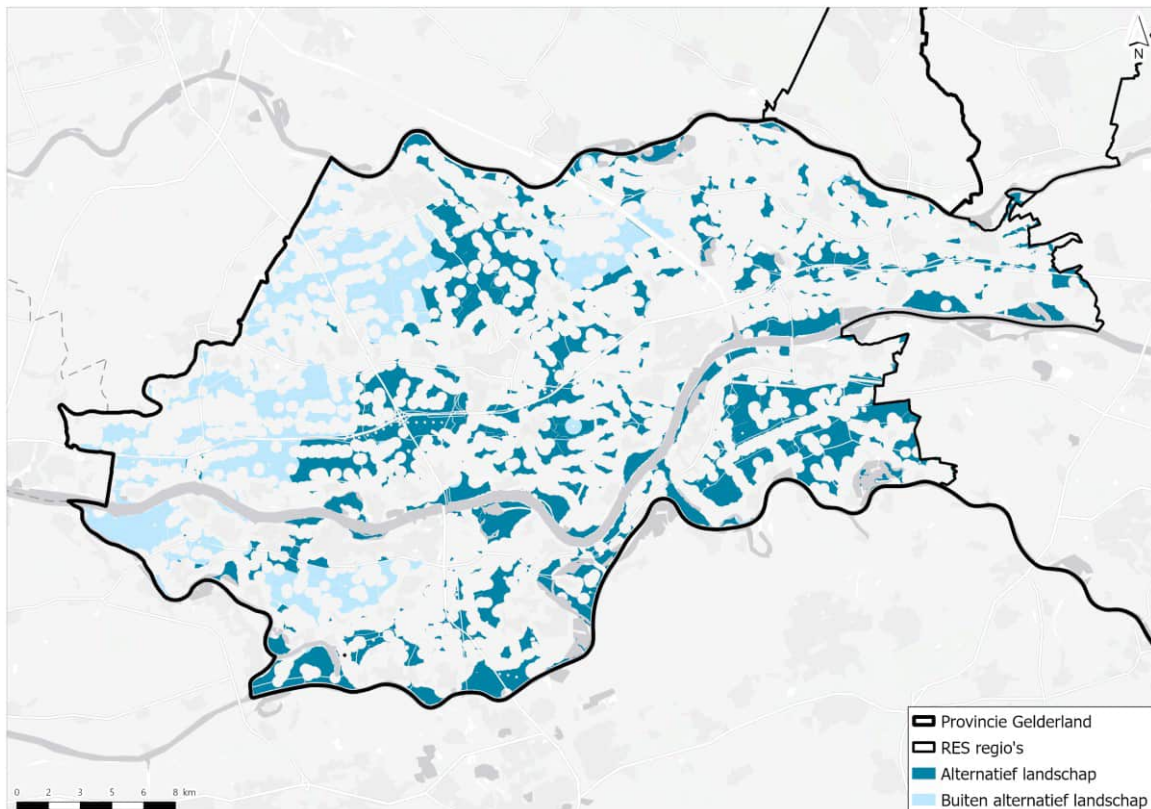 N
Provincie Gelderland
RES regio's
Alternatief landschap
Buiten alternatief landschap
0 2 3 5 6 8 km